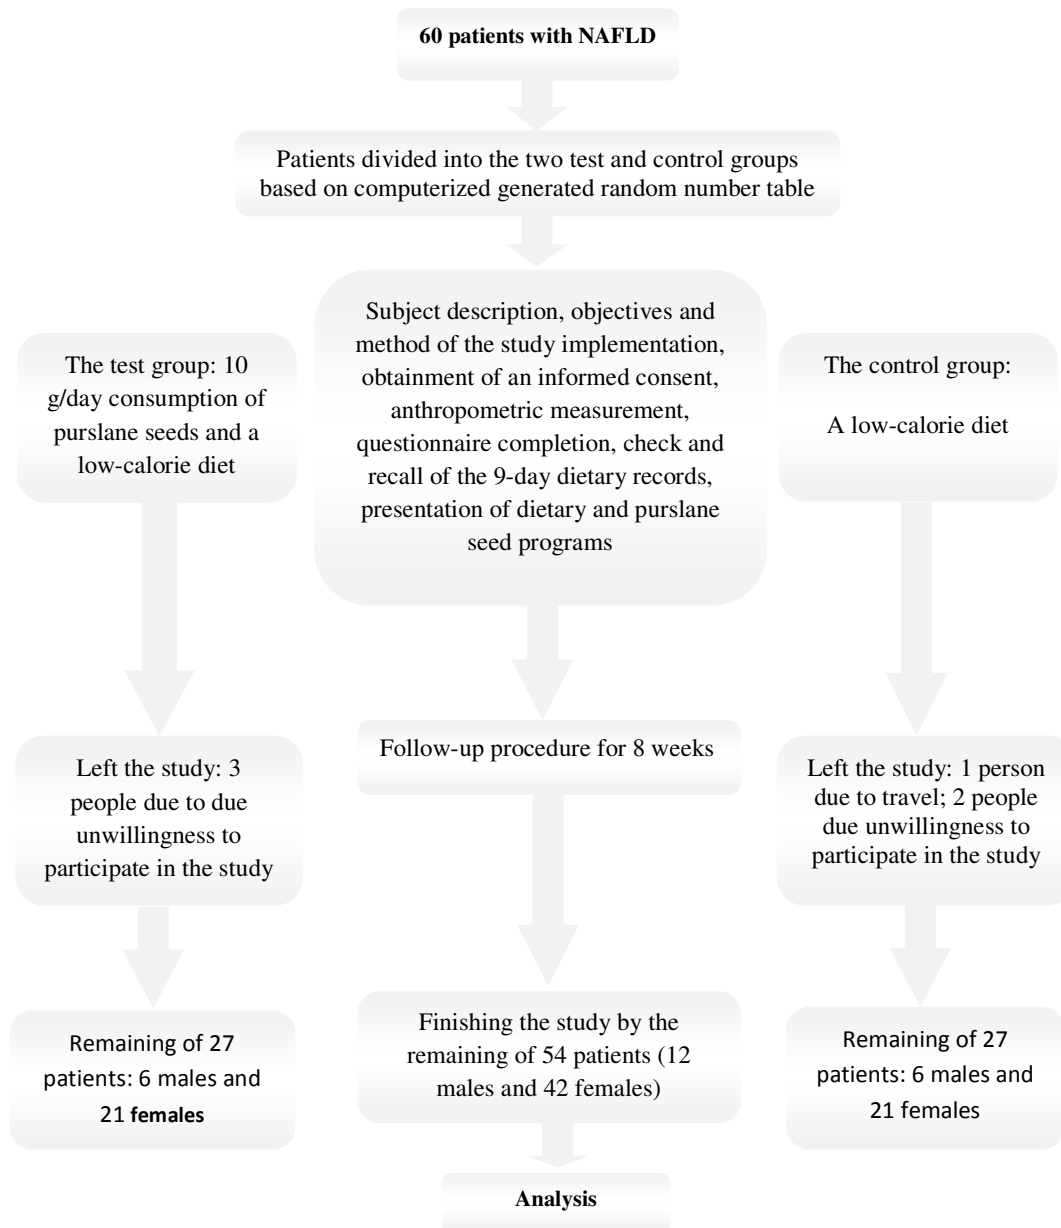 60 patients with NAFLD
Patients divided into the two test and control groups
based on computerized generated random number table
The test group: 10
g/day consumption of
purslane seeds and a
low-calorie diet
Subject description, objectives and
method of the study implementation,
obtainment of an informed consent,
anthropometric measurement,
questionnaire completion, check and
recall of the 9-day dietary records,
presentation of dietary and purslane
seed programs
The control group:
A low-calorie diet
Left the study: 3
people due to due
unwillingness to
participate in the study
Follow-up procedure for 8 weeks
Left the study: 1 person
due to travel; 2 people
due unwillingness to
participate in the study
Remaining of 27
patients: 6 males and
21 females
Finishing the study by the
remaining of 54 patients (12
males and 42 females)
Remaining of 27
patients: 6 males and
21 females
Analysis